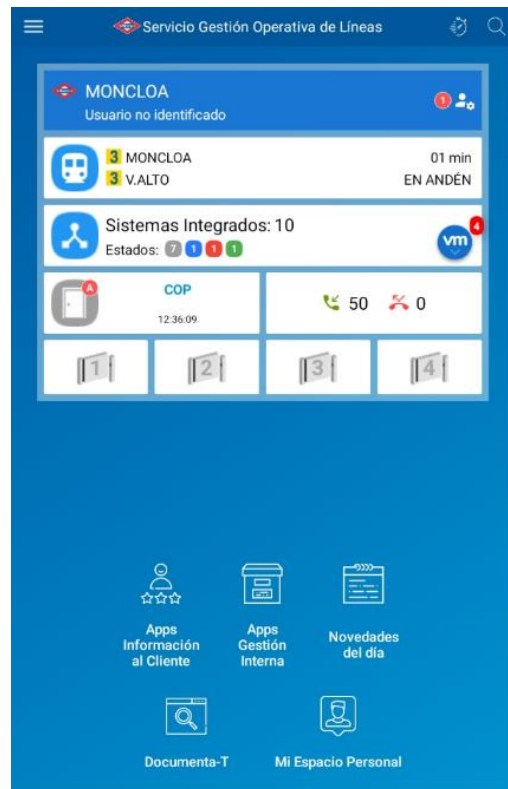 Servicio Gestión Operativa de Líneas
MONCLOA
Usuario no identificado
1
3 MONCLOA 01 min
3 V.ALTO EN ANDÉN
Sistemas Integrados: 10
Estados: 7 1 1 1
vm 4
A
COP
12:36:09
50 0
1 2 3 4
Apps
Información
al Cliente
Apps
Gestión
Interna
Novedades
del día
Documenta-T
Mi Espacio Personal